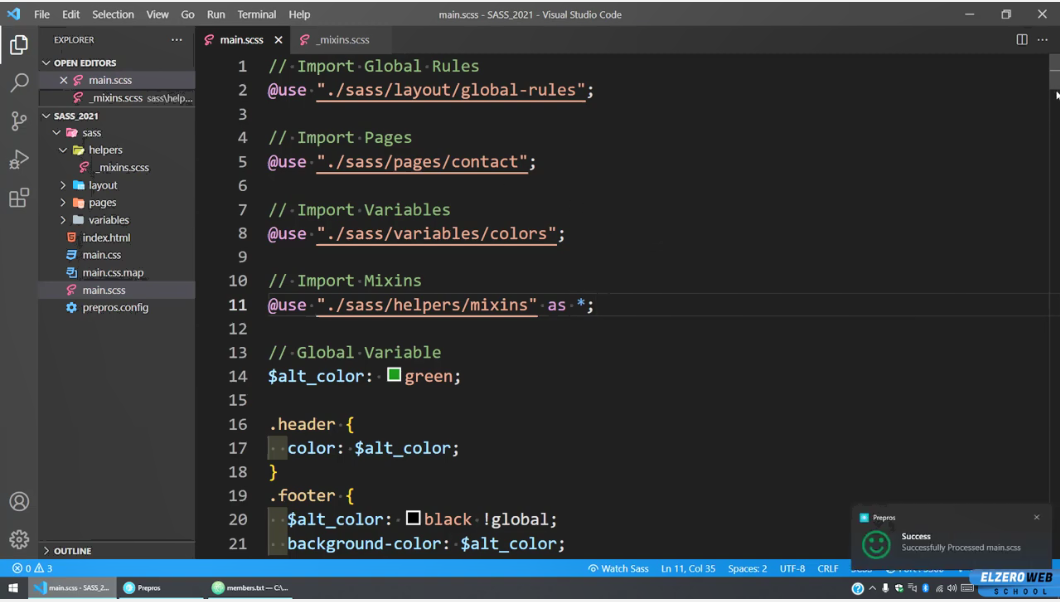 File Edit Selection View Go Run Terminal Help main.scss - SASS_2021 - Visual Studio Code
EXPLORER
OPEN EDITORS
main.scss
_mixins.scss sass\help...
SASS_2021
sass
helpers
_mixins.scss
layout
pages
variables
index.html
main.css
main.css.map
main.scss
prepros.config
OUTLINE
main.scss _mixins.scss
1 // Import Global Rules
2 @use "./sass/layout/global-rules";
3
4 // Import Pages
5 @use "./sass/pages/contact";
6
7 // Import Variables
8 @use "./sass/variables/colors";
9
10 // Import Mixins
11 @use "./sass/helpers/mixins" as *;
12
13 // Global Variable
14 $alt_color: green;
15
16 .header {
17 color: $alt_color;
18 }
19 .footer {
20 $alt_color: black !global;
21 background-color: $alt_color;
Prepros
Success
Successfully Processed main.scss
0 3 Watch Sass Ln 11, Col 35 Spaces: 2 UTF-8 CRLF
main.scss - SASS_2... Prepros members.txt — C:\...
ELZERO WEB
SCHOOL